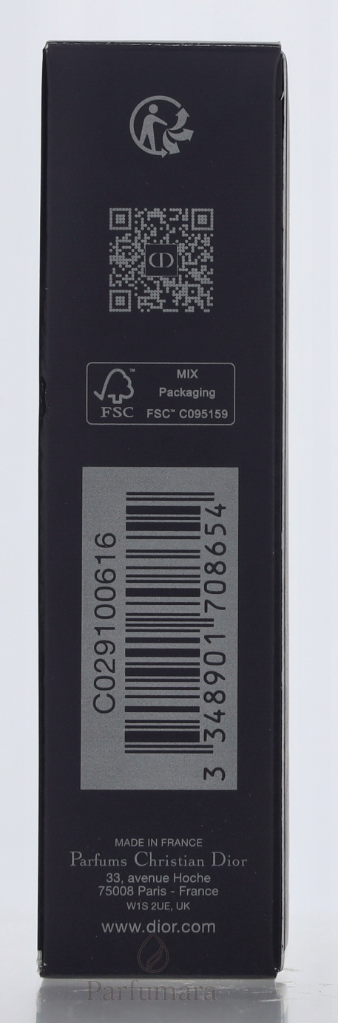 CD
MIX
Packaging
FSC™ C095159
FSC
C029100616
3 348901 708654
MADE IN FRANCE
Parfums Christian Dior
33, avenue Hoche
75008 Paris - France
W1S 2UE, UK
www.dior.com
Parfumara